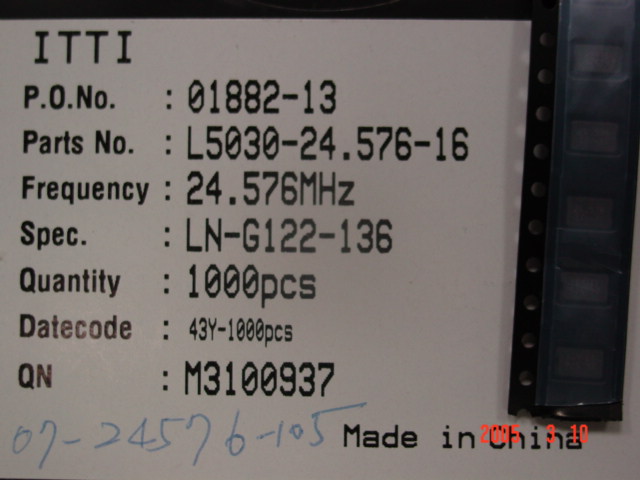 ITTI
P.O.No. : 01882-13
Parts No. : L5030-24.576-16
Frequency : 24.576MHz
Spec. : LN-G122-136
Quantity : 1000pcs
Datecode : 43Y-1000pcs
QN : M3100937
07-24576-105
Made in China
2005 3 10